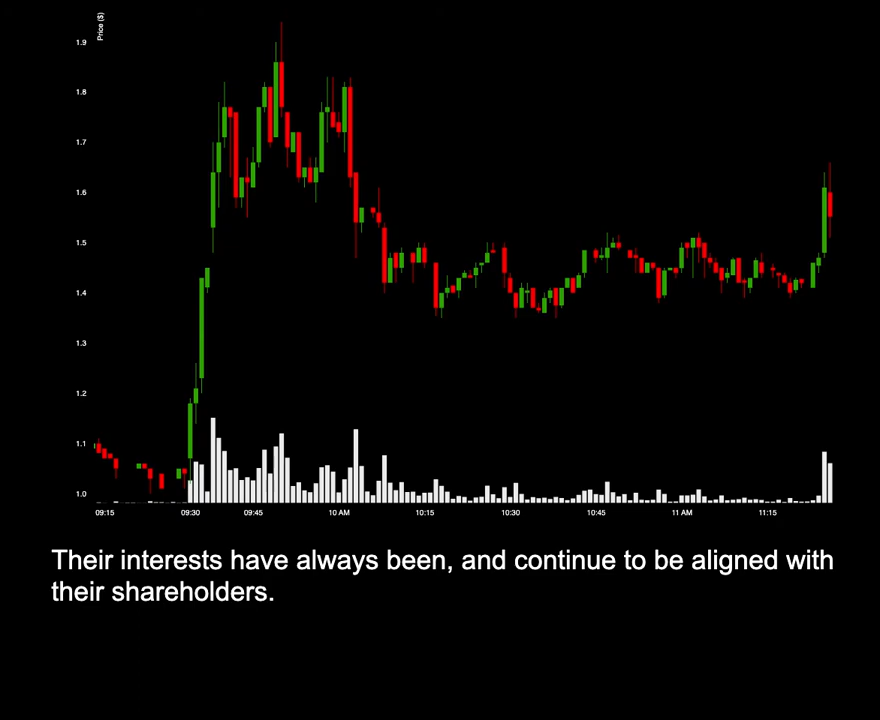 Price ($)
1.9
1.8
1.7
1.6
1.5
1.4
1.3
1.2
1.1
1.0
09:15 09:30 09:45 10 AM 10:15 10:30 10:45 11 AM 11:15
Their interests have always been, and continue to be aligned with
their shareholders.